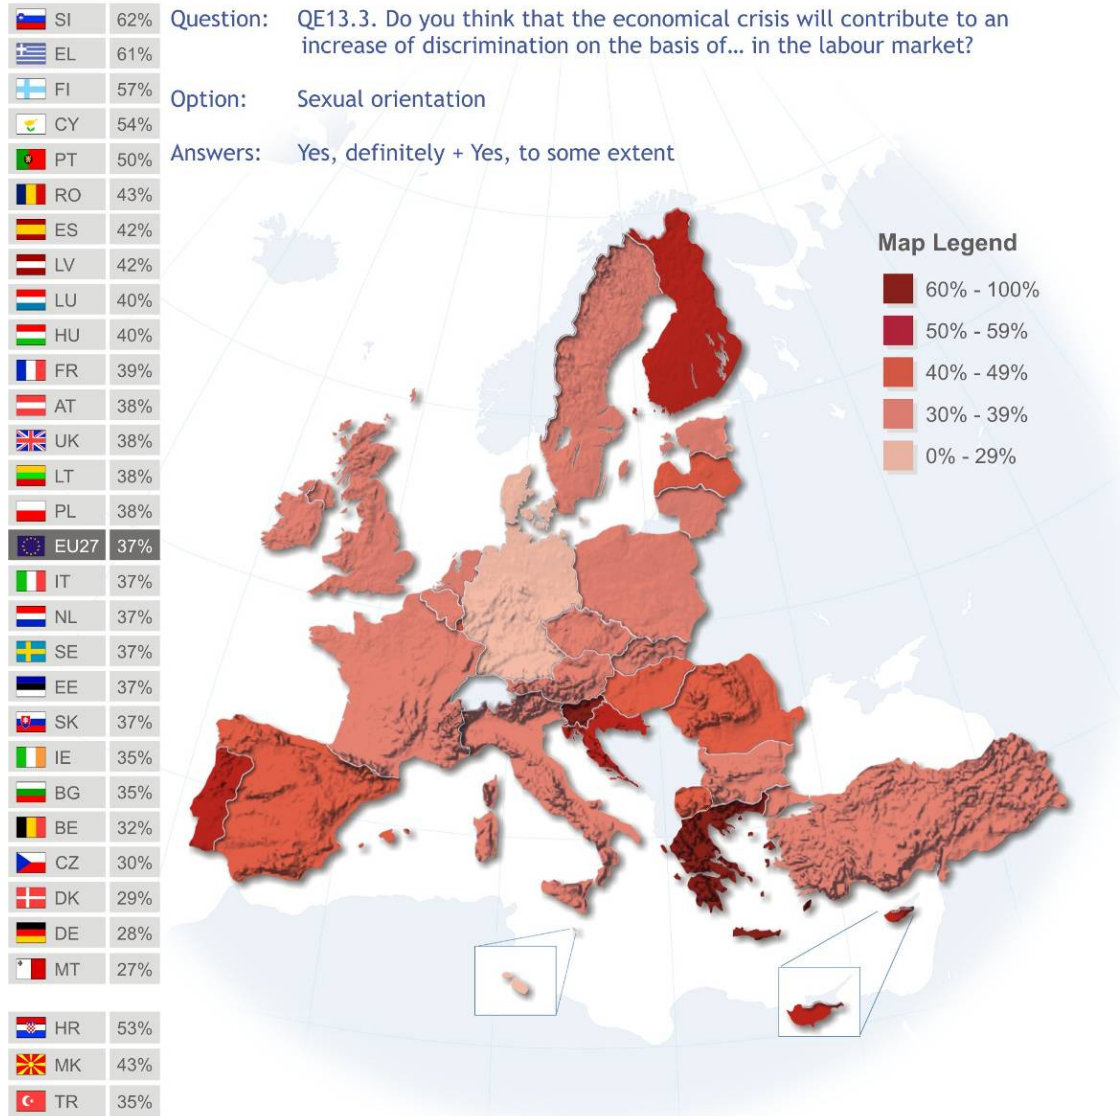 Question: QE13.3. Do you think that the economical crisis will contribute to an
increase of discrimination on the basis of… in the labour market?
Option: Sexual orientation
Answers: Yes, definitely + Yes, to some extent
SI 62%
EL 61%
FI 57%
CY 54%
PT 50%
RO 43%
ES 42%
LV 42%
LU 40%
HU 40%
FR 39%
AT 38%
UK 38%
LT 38%
PL 38%
EU27 37%
IT 37%
NL 37%
SE 37%
EE 37%
SK 37%
IE 35%
BG 35%
BE 32%
CZ 30%
DK 29%
DE 28%
MT 27%
HR 53%
MK 43%
TR 35%
Map Legend
60% - 100%
50% - 59%
40% - 49%
30% - 39%
0% - 29%